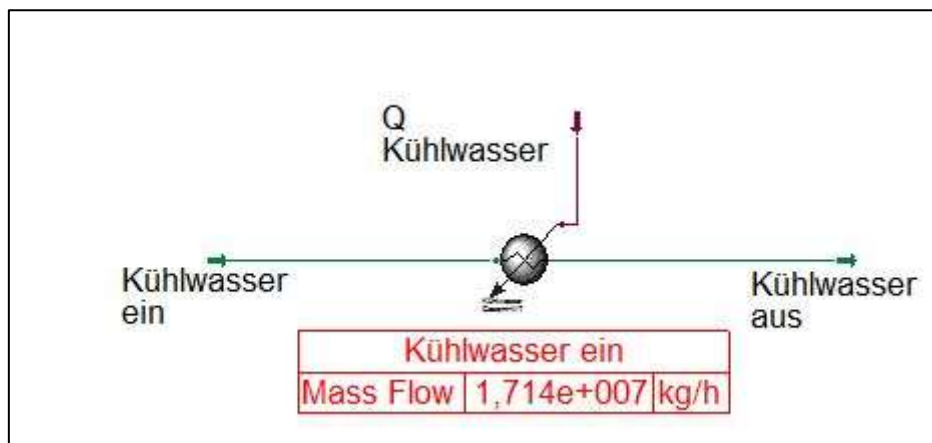 Q
Kühlwasser
Kühlwasser
ein
Kühlwasser
aus
Kühlwasser ein
Mass Flow 1,714e+007 kg/h